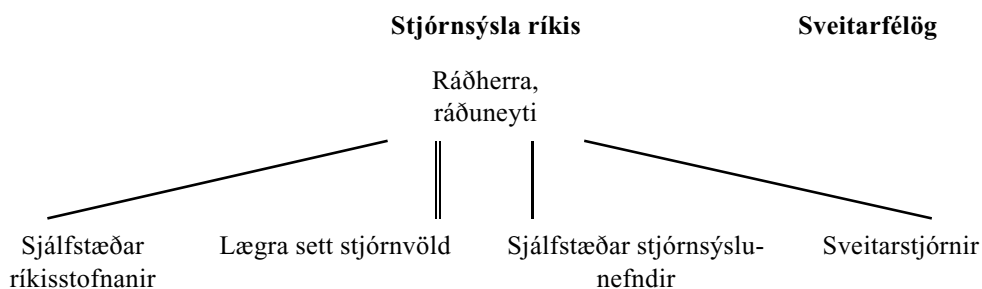 Stjórnsýsla ríkis
Sveitarfélög
Ráðherra,
ráðuneyti
Sjálfstæðar
ríkisstofnanir
Lægra sett stjórnvöld
Sjálfstæðar stjórnsýslu-
nefndir
Sveitarstjórnir